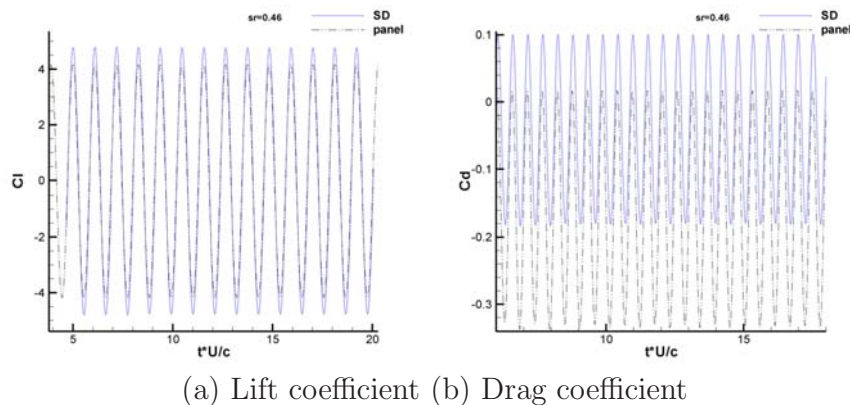 sr=0.46
SD
panel
Cl
4
2
0
-2
-4
5
10
15
20
t*U/c
sr=0.46
SD
panel
Cd
0.1
0
-0.1
-0.2
-0.3
10
15
t*U/c
(a) Lift coefficient (b) Drag coefficient